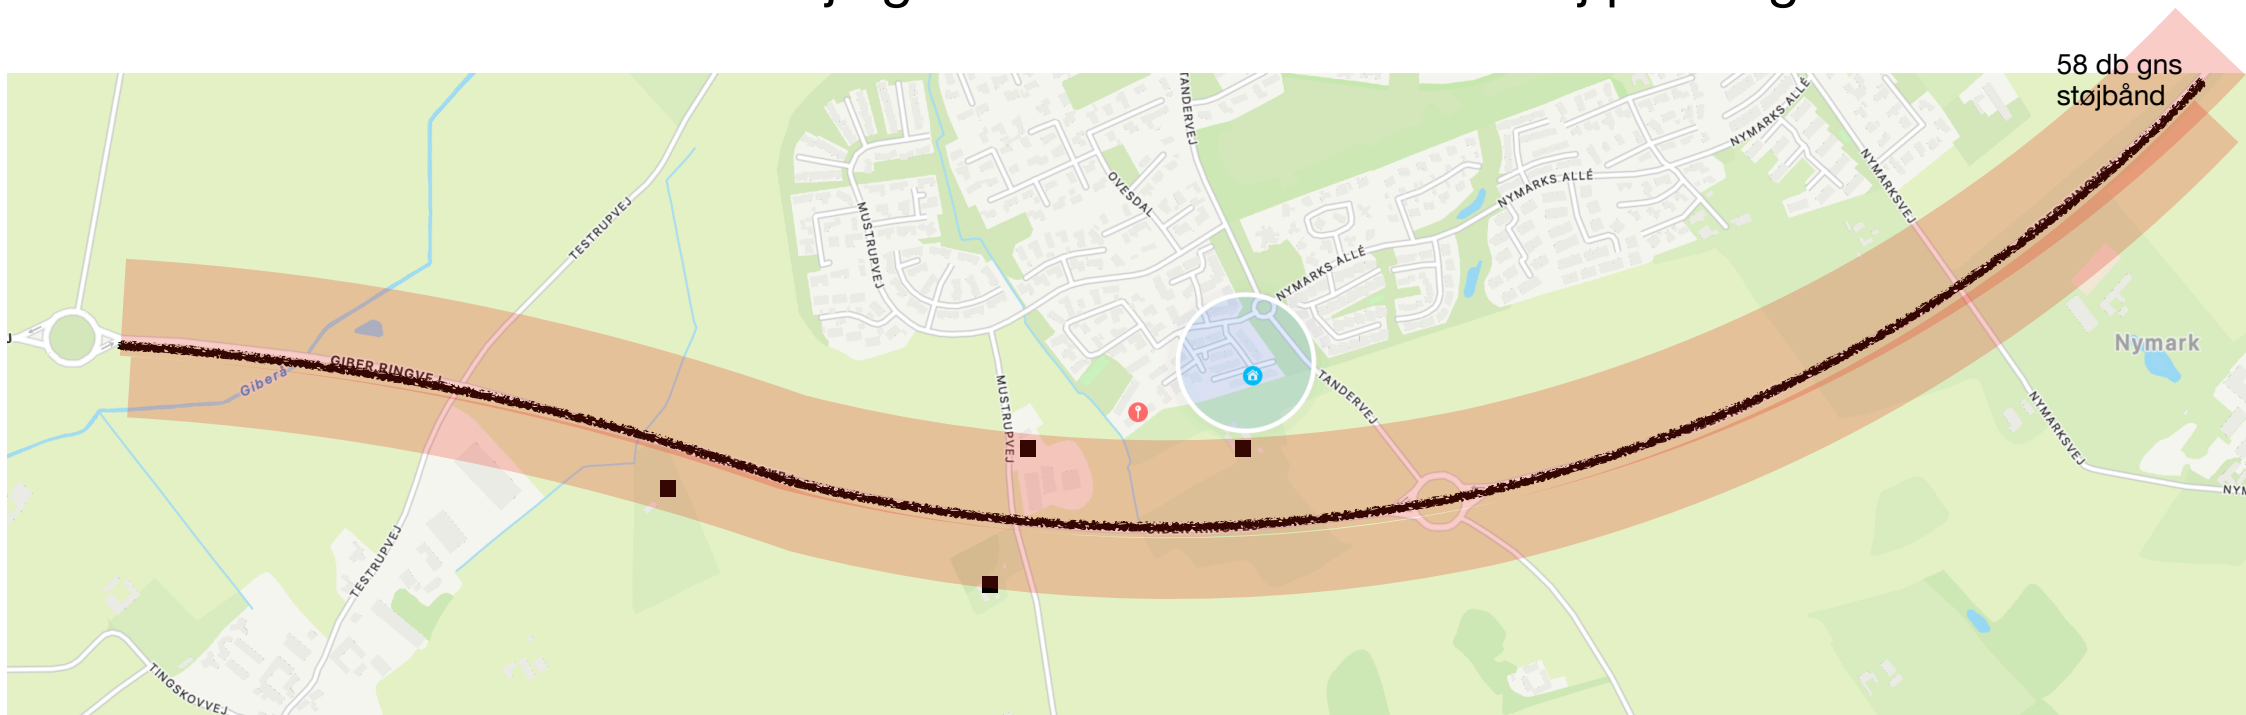 58 db gns
støjbånd
TANDERVEJ
NYMARKS ALLÉ
NYMARKSVEJ
OVESDAL
NYMARKS ALLÉ
TESTRUPVEJ
MUSTRUPVEJ
NYMARKS ALLÉ
Nymark
GIBER RINGVEJ
Giberå
TANDERVEJ
MUSTRUPVEJ
NYMARKSVEJ
TESTRUPVEJ
TINGSKOVVEJ